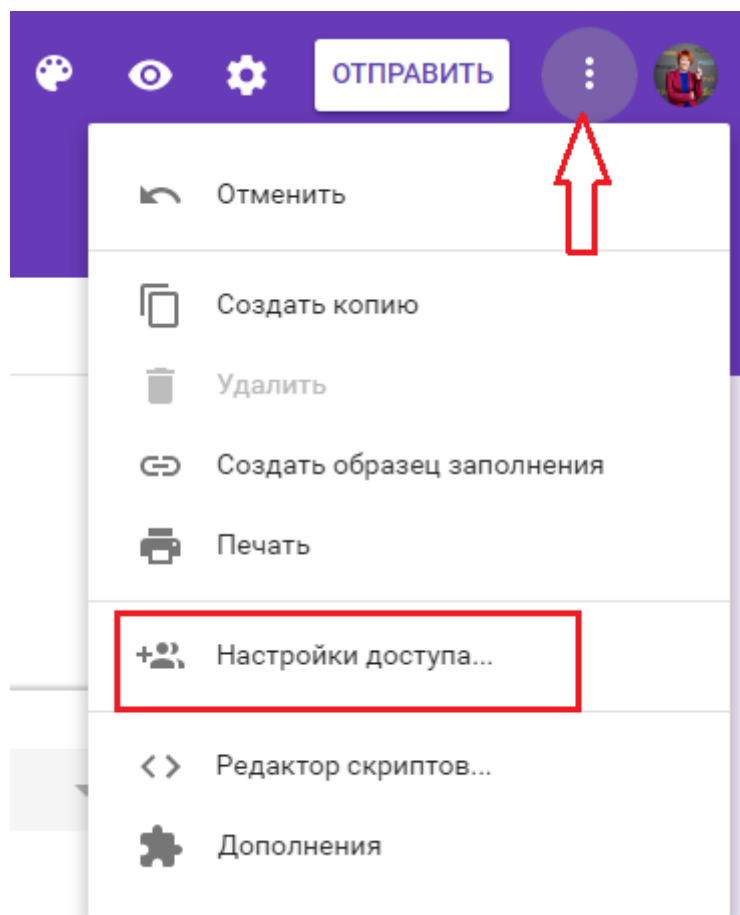 ОТПРАВИТЬ
Отменить
Создать копию
Удалить
Создать образец заполнения
Печать
Настройки доступа...
Редактор скриптов...
Дополнения